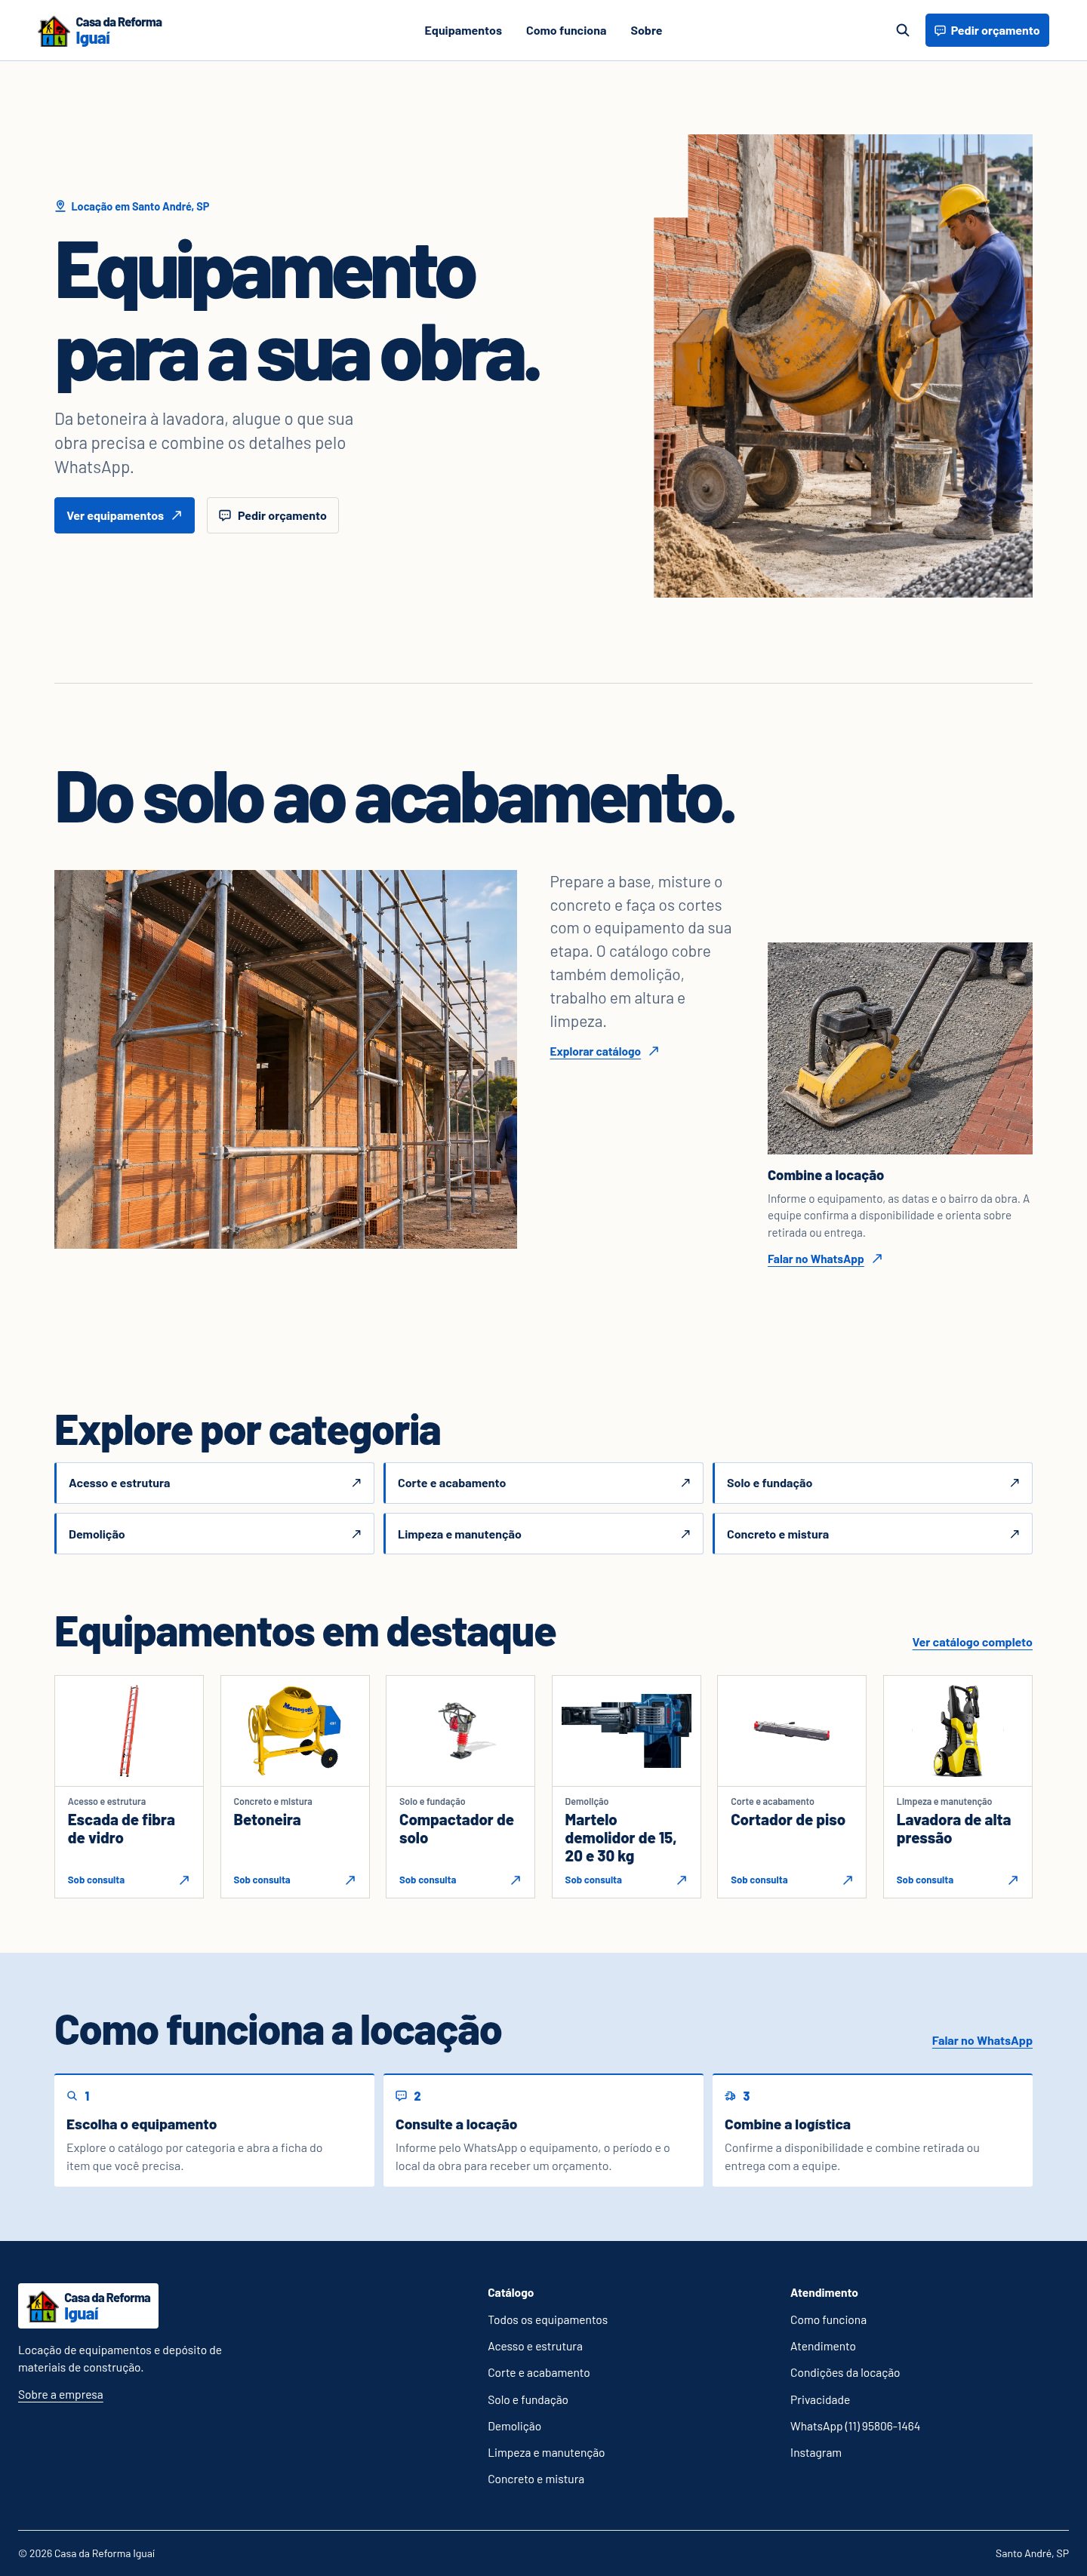 Casa da Reforma
Iguaí
Equipamentos
Como funciona
Sobre
Pedir orçamento
Locação em Santo André, SP
Equipamento
para a sua obra.
Da betoneira à lavadora, alugue o que sua
obra precisa e combine os detalhes pelo
WhatsApp.
Ver equipamentos
Pedir orçamento
Do solo ao acabamento.
Prepare a base, misture o
concreto e faça os cortes
com o equipamento da sua
etapa. O catálogo cobre
também demolição,
trabalho em altura e
limpeza.
Explorar catálogo
Combine a locação
Informe o equipamento, as datas e o bairro da obra. A
equipe confirma a disponibilidade e orienta sobre
retirada ou entrega.
Falar no WhatsApp
Explore por categoria
Acesso e estrutura
Corte e acabamento
Solo e fundação
Demolição
Limpeza e manutenção
Concreto e mistura
Equipamentos em destaque
Ver catálogo completo
Acesso e estrutura
Escada de fibra
de vidro
Sob consulta
Concreto e mistura
Betoneira
Sob consulta
Solo e fundação
Compactador de
solo
Sob consulta
Demolição
Martelo
demolidor de 15,
20 e 30 kg
Sob consulta
Corte e acabamento
Cortador de piso
Sob consulta
Limpeza e manutenção
Lavadora de alta
pressão
Sob consulta
Como funciona a locação
Falar no WhatsApp
1
Escolha o equipamento
Explore o catálogo por categoria e abra a ficha do
item que você precisa.
2
Consulte a locação
Informe pelo WhatsApp o equipamento, o período e o
local da obra para receber um orçamento.
3
Combine a logística
Confirme a disponibilidade e combine retirada ou
entrega com a equipe.
Casa da Reforma
Iguaí
Locação de equipamentos e depósito de
materiais de construção.
Sobre a empresa
Catálogo
Todos os equipamentos
Acesso e estrutura
Corte e acabamento
Solo e fundação
Demolição
Limpeza e manutenção
Concreto e mistura
Atendimento
Como funciona
Atendimento
Condições da locação
Privacidade
WhatsApp (11) 95806-1464
Instagram
© 2026 Casa da Reforma Iguaí
Santo André, SP